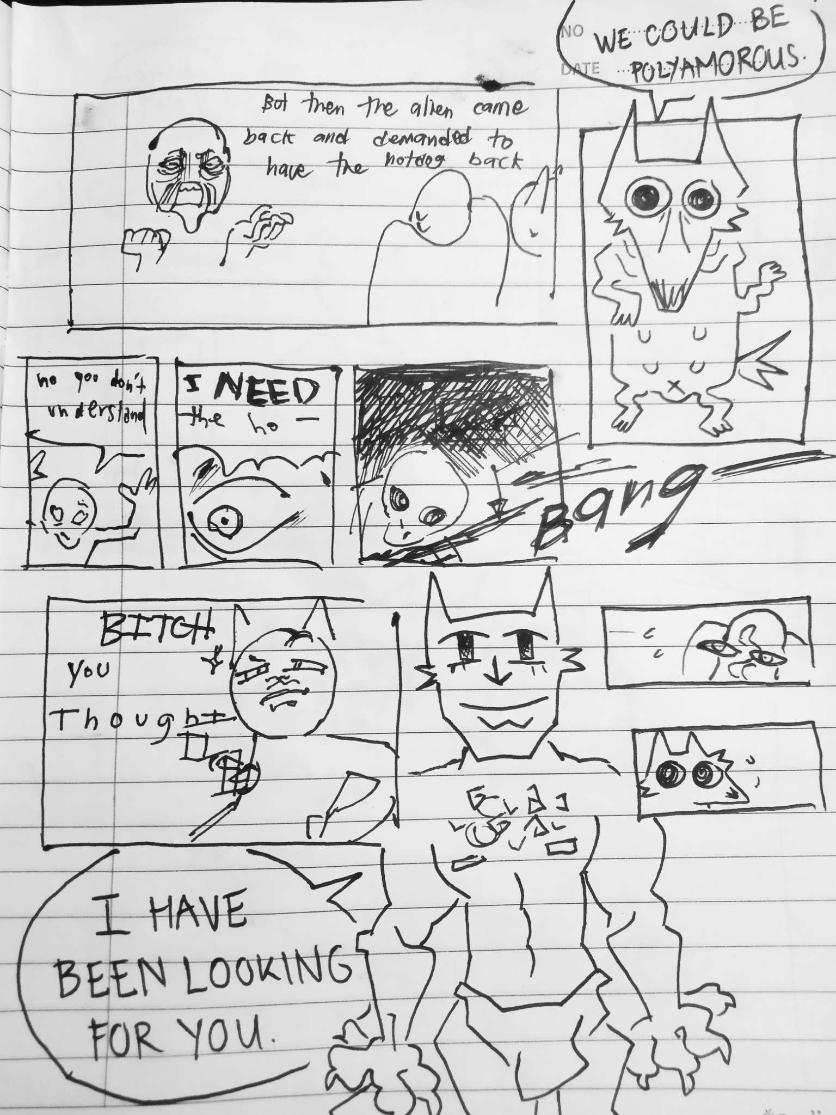 NO
DATE
WE COULD BE
POLYAMOROUS.
But then the alien came
back and demanded to
have the hotdog back
no you don't
understand
I NEED
the ho —
Bang
BITCH
you
Thought
I HAVE
BEEN LOOKING
FOR YOU.